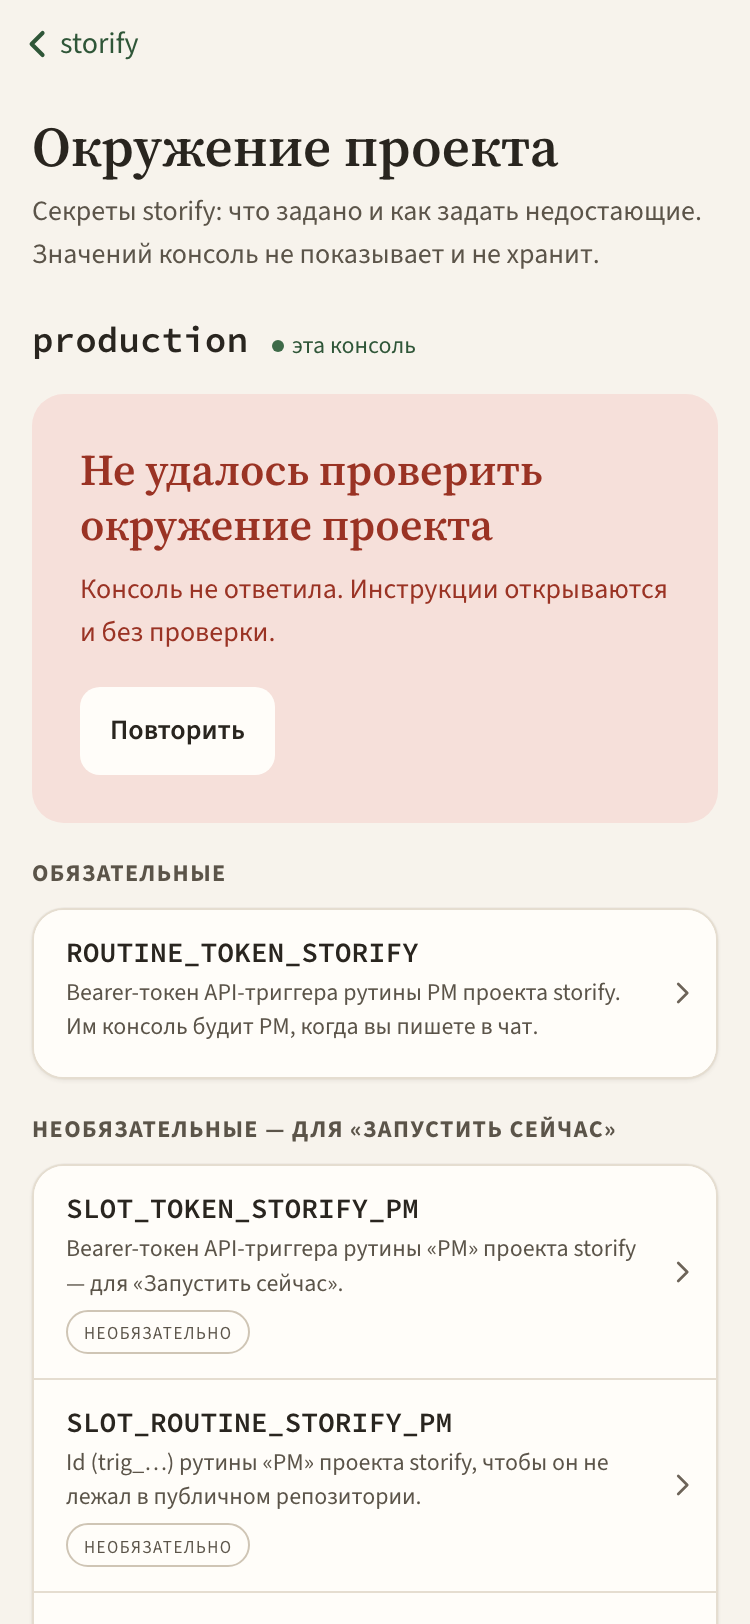 storify
Окружение проекта
Секреты storify: что задано и как задать недостающие.
Значений консоль не показывает и не хранит.
production эта консоль
Не удалось проверить
окружение проекта
Консоль не ответила. Инструкции открываются
и без проверки.
Повторить
ОБЯЗАТЕЛЬНЫЕ
ROUTINE_TOKEN_STORIFY
Bearer-токен API-триггера рутины PM проекта storify.
Им консоль будит PM, когда вы пишете в чат.
НЕОБЯЗАТЕЛЬНЫЕ — ДЛЯ «ЗАПУСТИТЬ СЕЙЧАС»
SLOT_TOKEN_STORIFY_PM
Bearer-токен API-триггера рутины «PM» проекта storify
— для «Запустить сейчас».
НЕОБЯЗАТЕЛЬНО
SLOT_ROUTINE_STORIFY_PM
Id (trig_…) рутины «PM» проекта storify, чтобы он не
лежал в публичном репозитории.
НЕОБЯЗАТЕЛЬНО